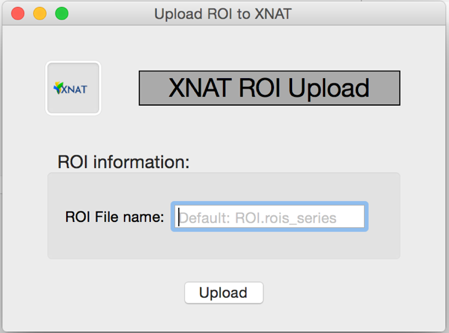 Upload ROI to XNAT
XNAT
XNAT ROI Upload
ROI information:
ROI File name: Default: ROI.rois_series
Upload